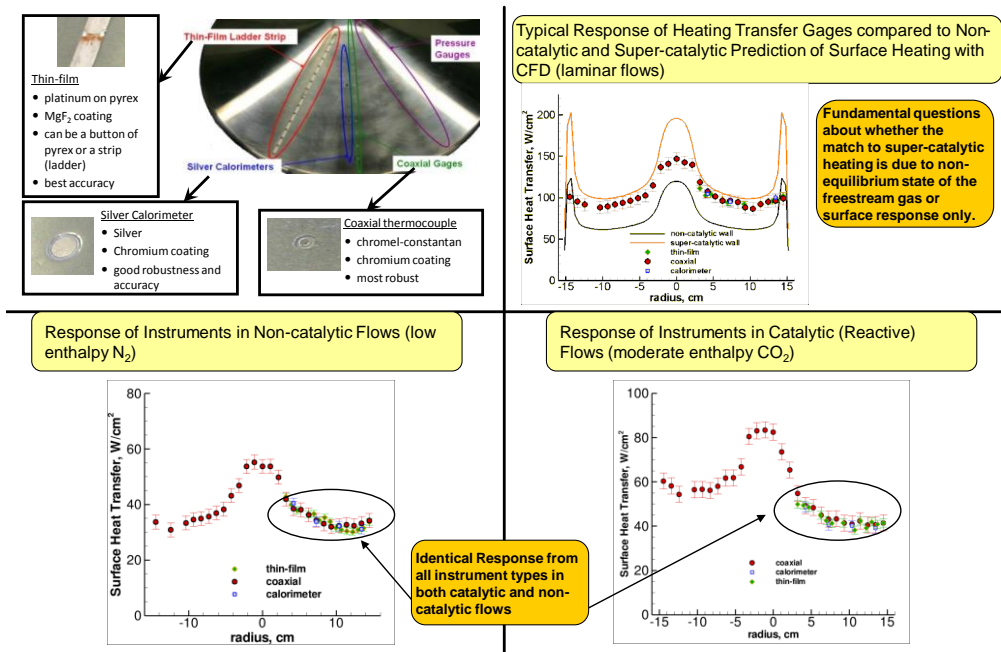 Thin-film
• platinum on pyrex
• MgF2 coating
• can be a button of
pyrex or a strip
(ladder)
• best accuracy
Thin-Film Ladder Strip
Pressure
Gauges
Silver Calorimeters
Coaxial Gages
Silver Calorimeter
• Silver
• Chromium coating
• good robustness and
accuracy
Coaxial thermocouple
• chromel-constantan
• chromium coating
• most robust
Typical Response of Heating Transfer Gages compared to Non-
catalytic and Super-catalytic Prediction of Surface Heating with
CFD (laminar flows)
Surface Heat Transfer, W/cm2
200
150
100
50
0
non-catalytic wall
super-catalytic wall
thin-film
coaxial
calorimeter
-15 -10 -5 0 5 10 15
radius, cm
Fundamental questions
about whether the
match to super-catalytic
heating is due to non-
equilibrium state of the
freestream gas or
surface response only.
Response of Instruments in Non-catalytic Flows (low
enthalpy N2)
Surface Heat Transfer, W/cm2
80
60
40
20
0
thin-film
coaxial
calorimeter
-10 0 10
radius, cm
Identical Response from
all instrument types in
both catalytic and non-
catalytic flows
Response of Instruments in Catalytic (Reactive)
Flows (moderate enthalpy CO2)
Surface Heat Transfer, W/cm2
100
80
60
40
20
0
coaxial
calorimeter
thin-film
-15 -10 -5 0 5 10 15
radius, cm